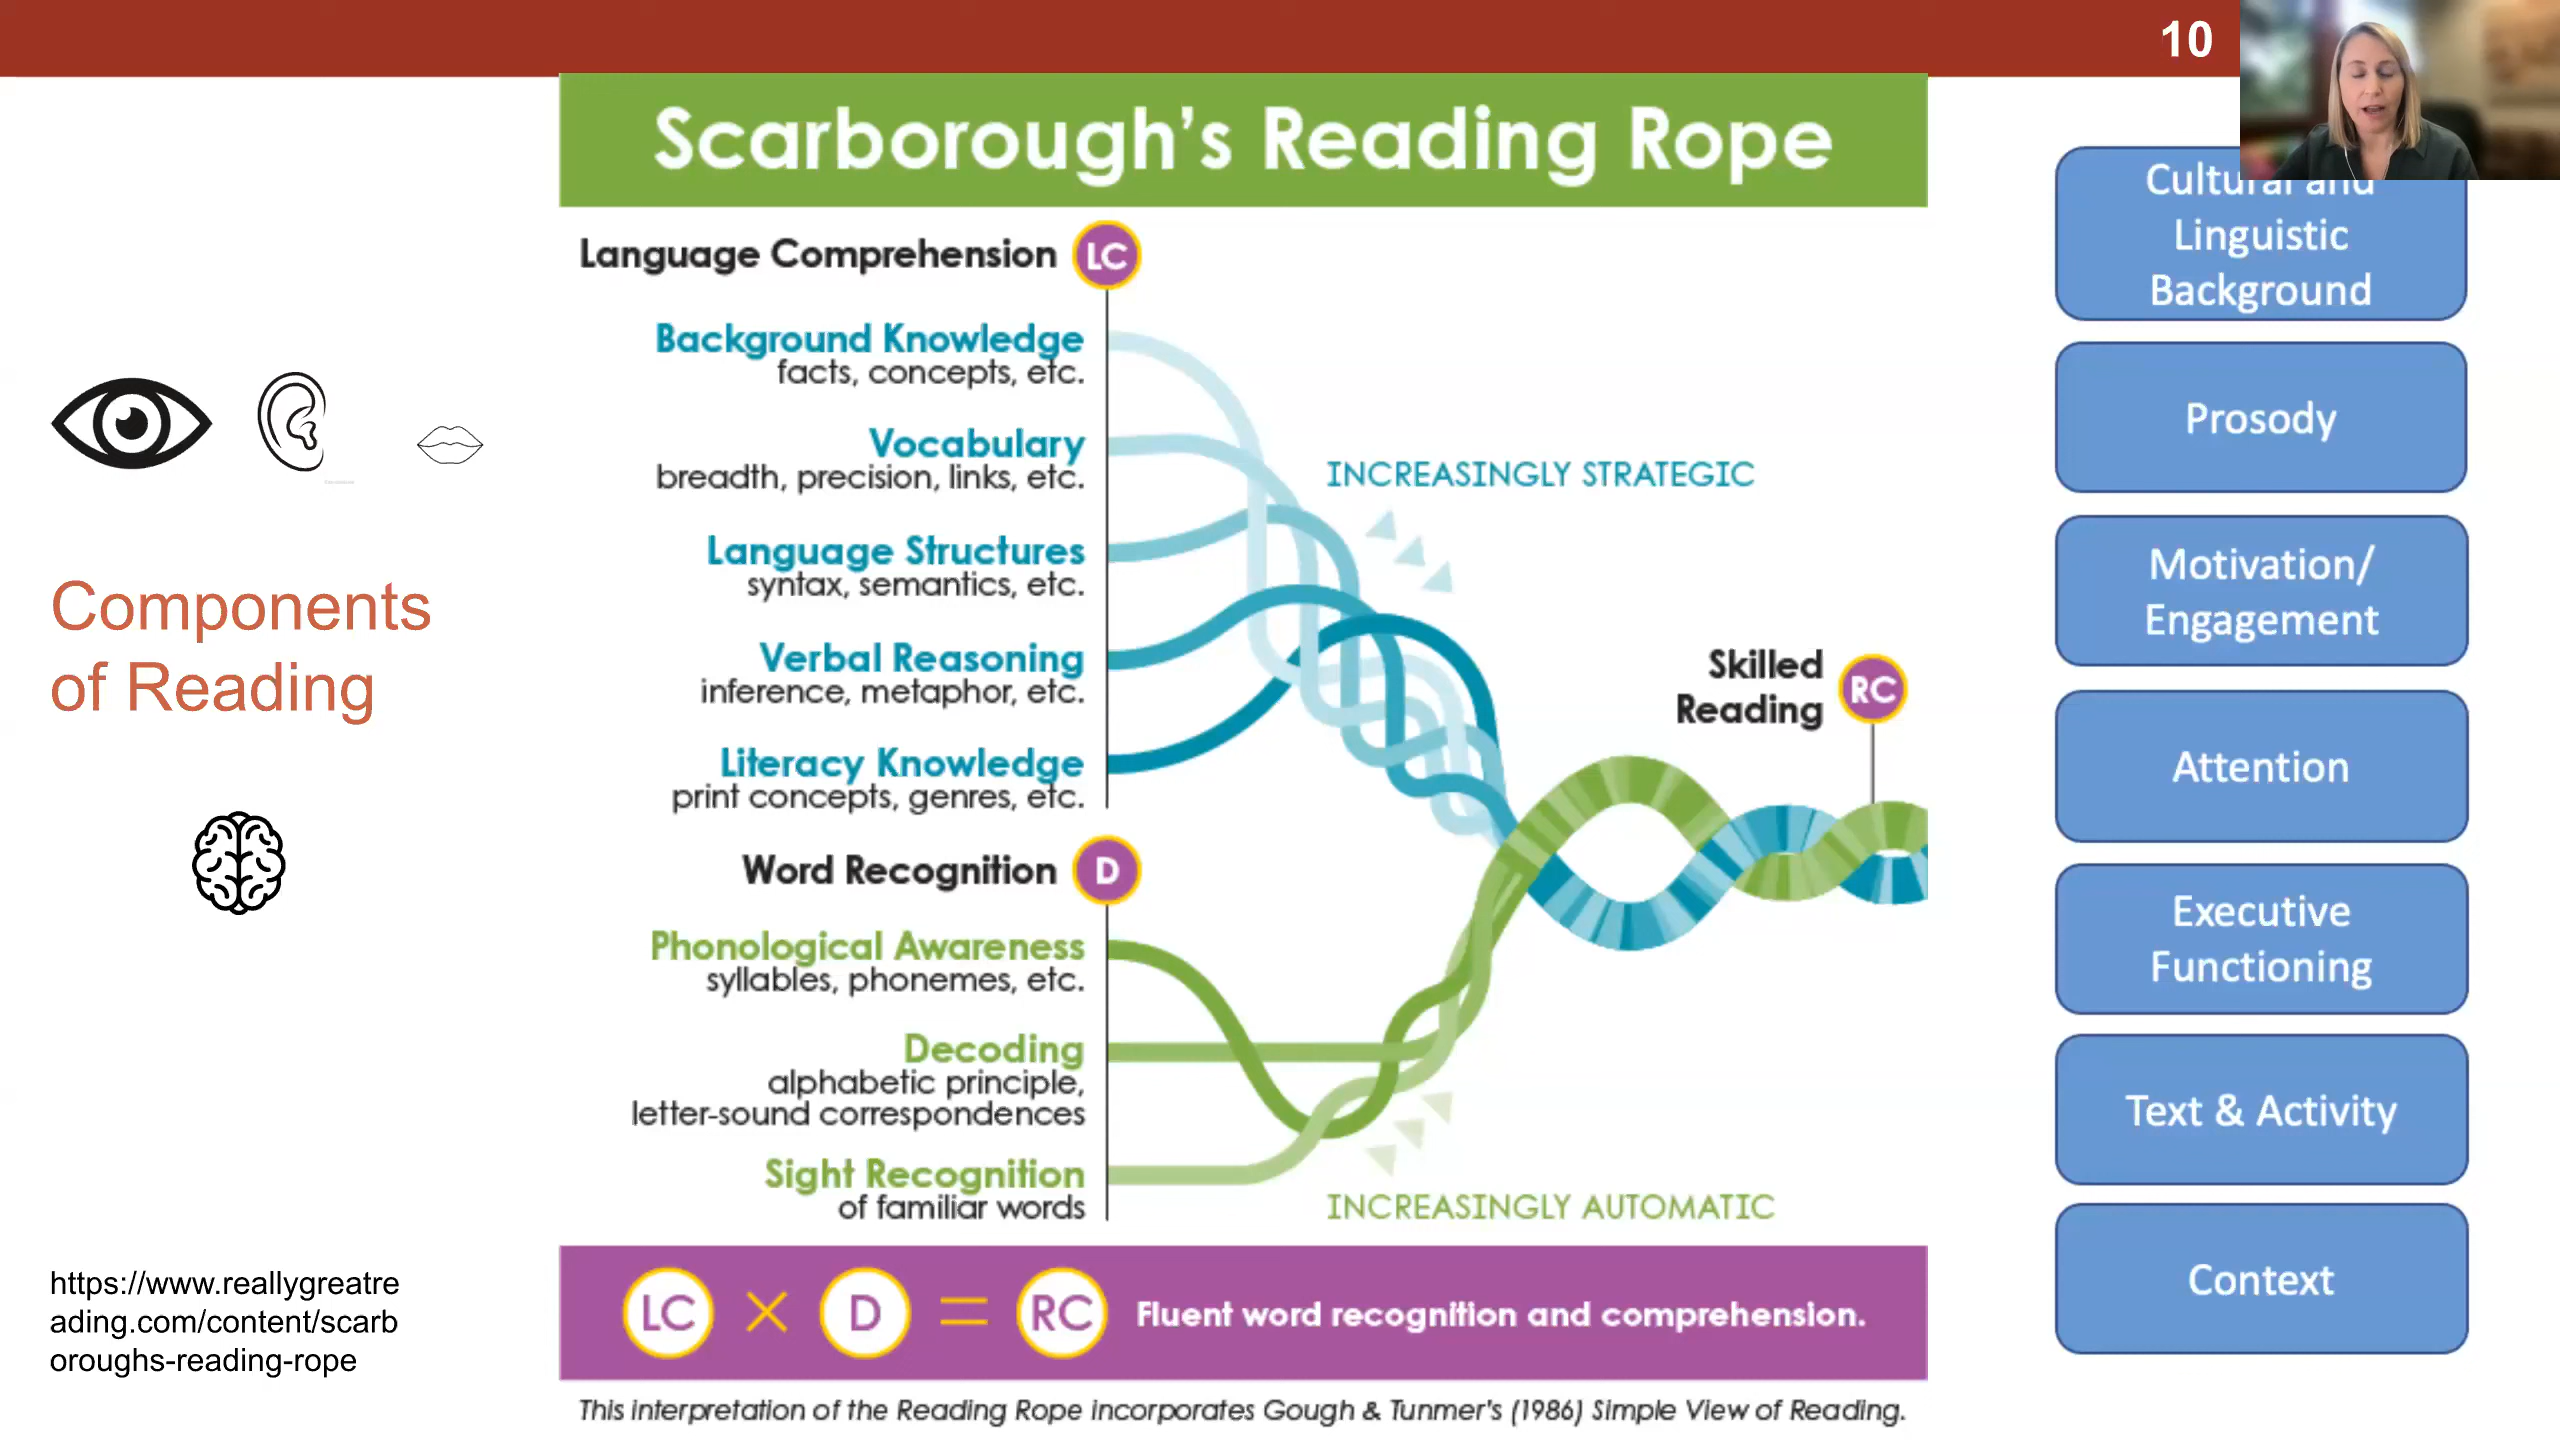 10
Scarborough's Reading Rope
Language Comprehension LC
Background Knowledge
facts, concepts, etc.
Vocabulary
breadth, precision, links, etc.
Language Structures
syntax, semantics, etc.
Verbal Reasoning
inference, metaphor, etc.
Literacy Knowledge
print concepts, genres, etc.
Word Recognition D
Phonological Awareness
syllables, phonemes, etc.
Decoding
alphabetic principle,
letter-sound correspondences
Sight Recognition
of familiar words
INCREASINGLY STRATEGIC
INCREASINGLY AUTOMATIC
Skilled
Reading RC
LC × D = RC Fluent word recognition and comprehension.
This interpretation of the Reading Rope incorporates Gough & Tunmer's (1986) Simple View of Reading.
Components
of Reading
https://www.reallygreatre
ading.com/content/scarb
oroughs-reading-rope
Cultural and
Linguistic
Background
Prosody
Motivation/
Engagement
Attention
Executive
Functioning
Text & Activity
Context